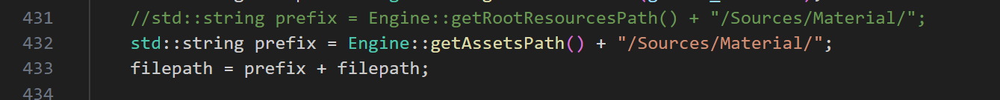 431 //std::string prefix = Engine::getRootResourcesPath() + "/Sources/Material/";
432 std::string prefix = Engine::getAssetsPath() + "/Sources/Material/";
433 filepath = prefix + filepath;
434